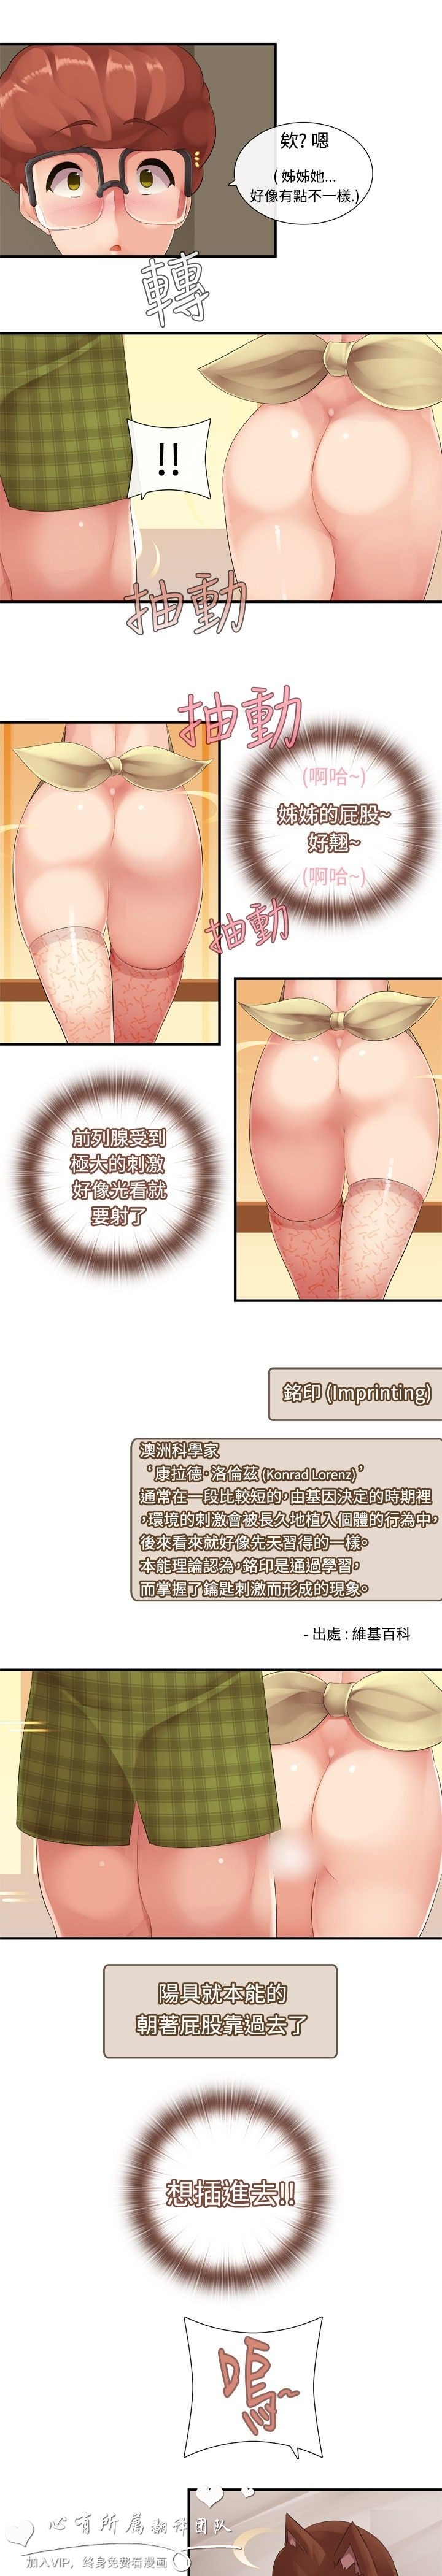 欸? 嗯
( 姊姊她...
好像有點不一樣.)
轉
!!
抽動
抽動
(啊哈~)
姊姊的屁股~
好翹~
(啊哈~)
抽動
前列腺受到
極大的刺激
好像光看就
要射了
銘印 (Imprinting)
澳洲科學家
‘康拉德·洛倫茲 (Konrad Lorenz)’
通常在一段比較短的,由基因決定的時期裡
,環境的刺激會被長久地植入個體的行為中,
後來看來就好像先天習得的一樣。
本能理論認為,銘印是通過學習,
而掌握了鑰匙刺激而形成的現象。
- 出處 : 維基百科
陽具就本能的
朝著屁股靠過去了
想插進去!!
嗚~
心有所属翻译团队
加入VIP，终身免费看漫画